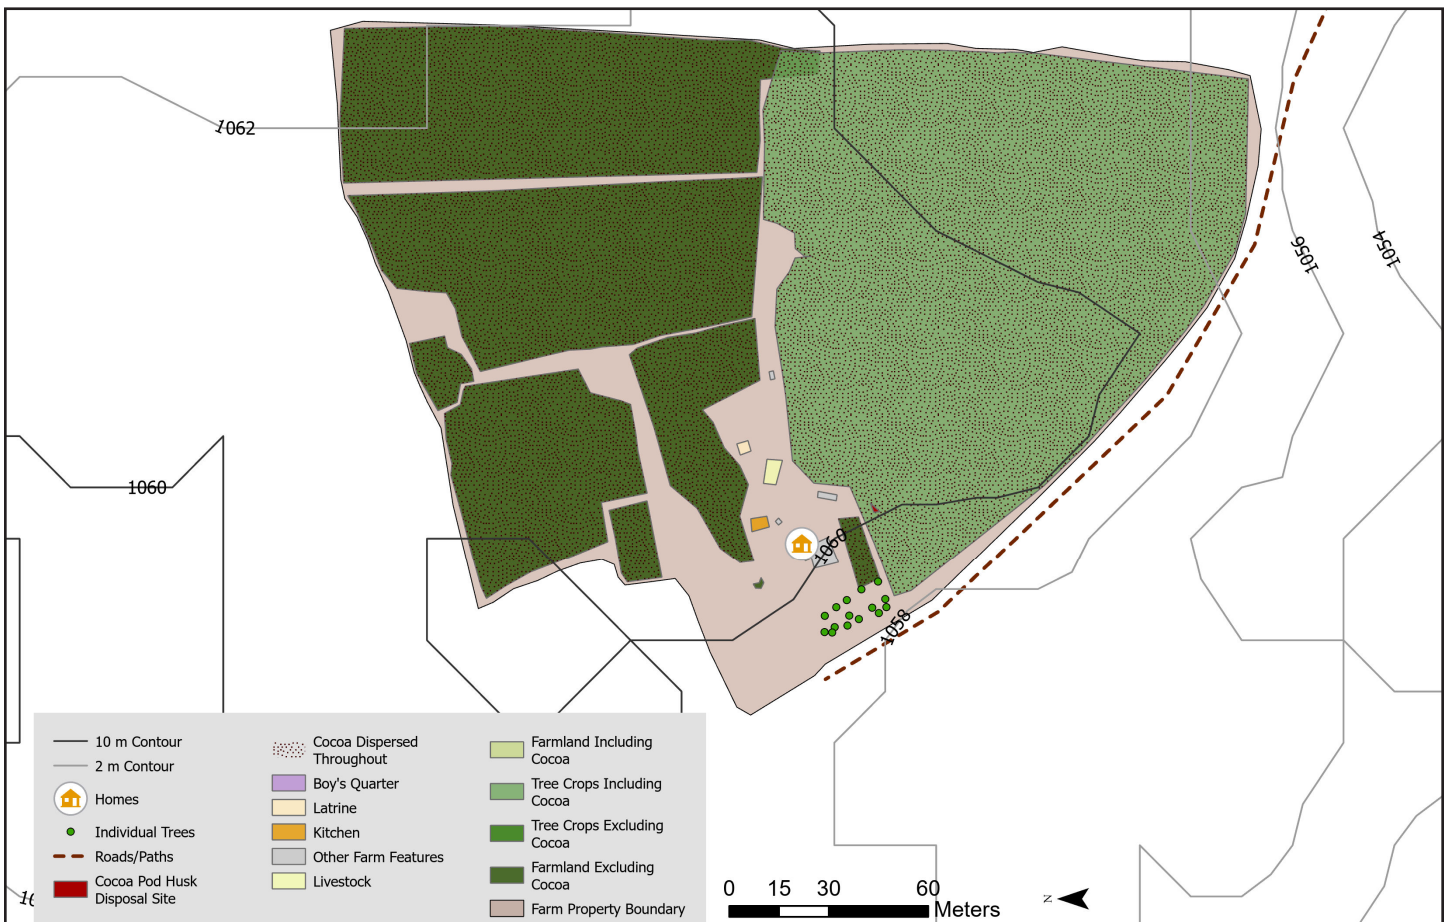 1062
1056
1054
1060
1060
1058
10 m Contour
2 m Contour
Homes
Individual Trees
Roads/Paths
Cocoa Pod Husk
Disposal Site
Cocoa Dispersed
Throughout
Boy's Quarter
Latrine
Kitchen
Other Farm Features
Livestock
Farmland Including
Cocoa
Tree Crops Including
Cocoa
Tree Crops Excluding
Cocoa
Farmland Excluding
Cocoa
Farm Property Boundary
0 15 30 60
Meters
N